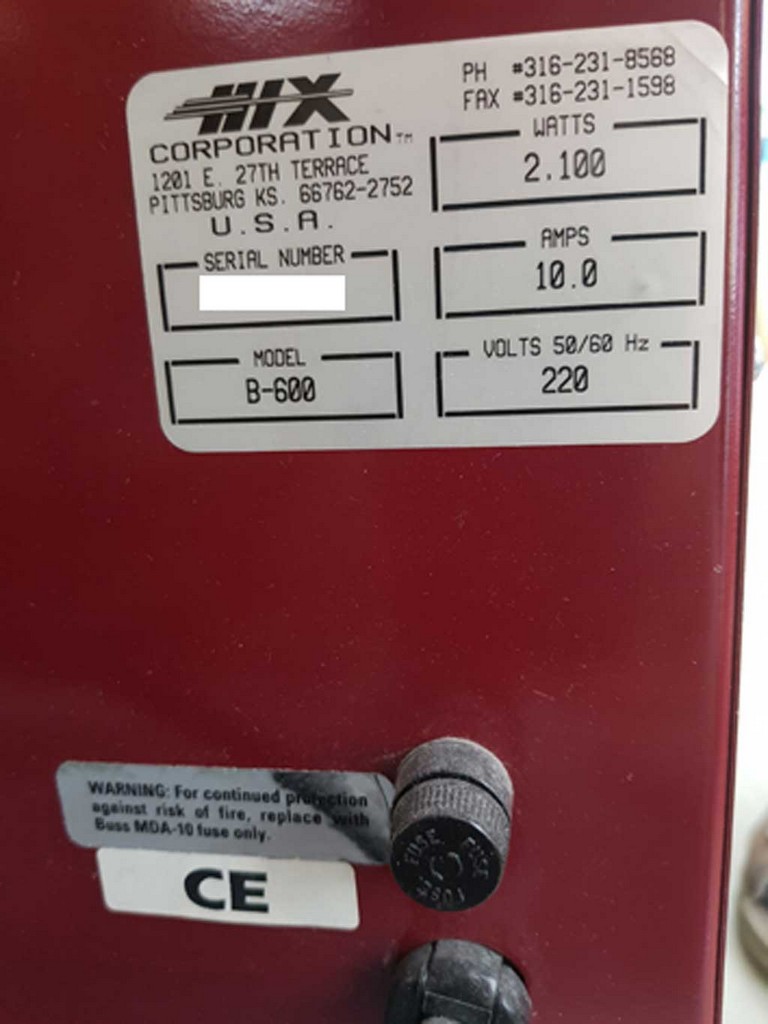 HIX
CORPORATION™
1201 E. 27TH TERRACE
PITTSBURG KS. 66762-2752
U.S.A.
PH #316-231-8568
FAX #316-231-1598
WATTS
2.100
SERIAL NUMBER
AMPS
10.0
MODEL
B-600
VOLTS 50/60 Hz
220
WARNING: For continued protection
against risk of fire, replace with
Buss MDA-10 fuse only.
FUSE FUSE
CE